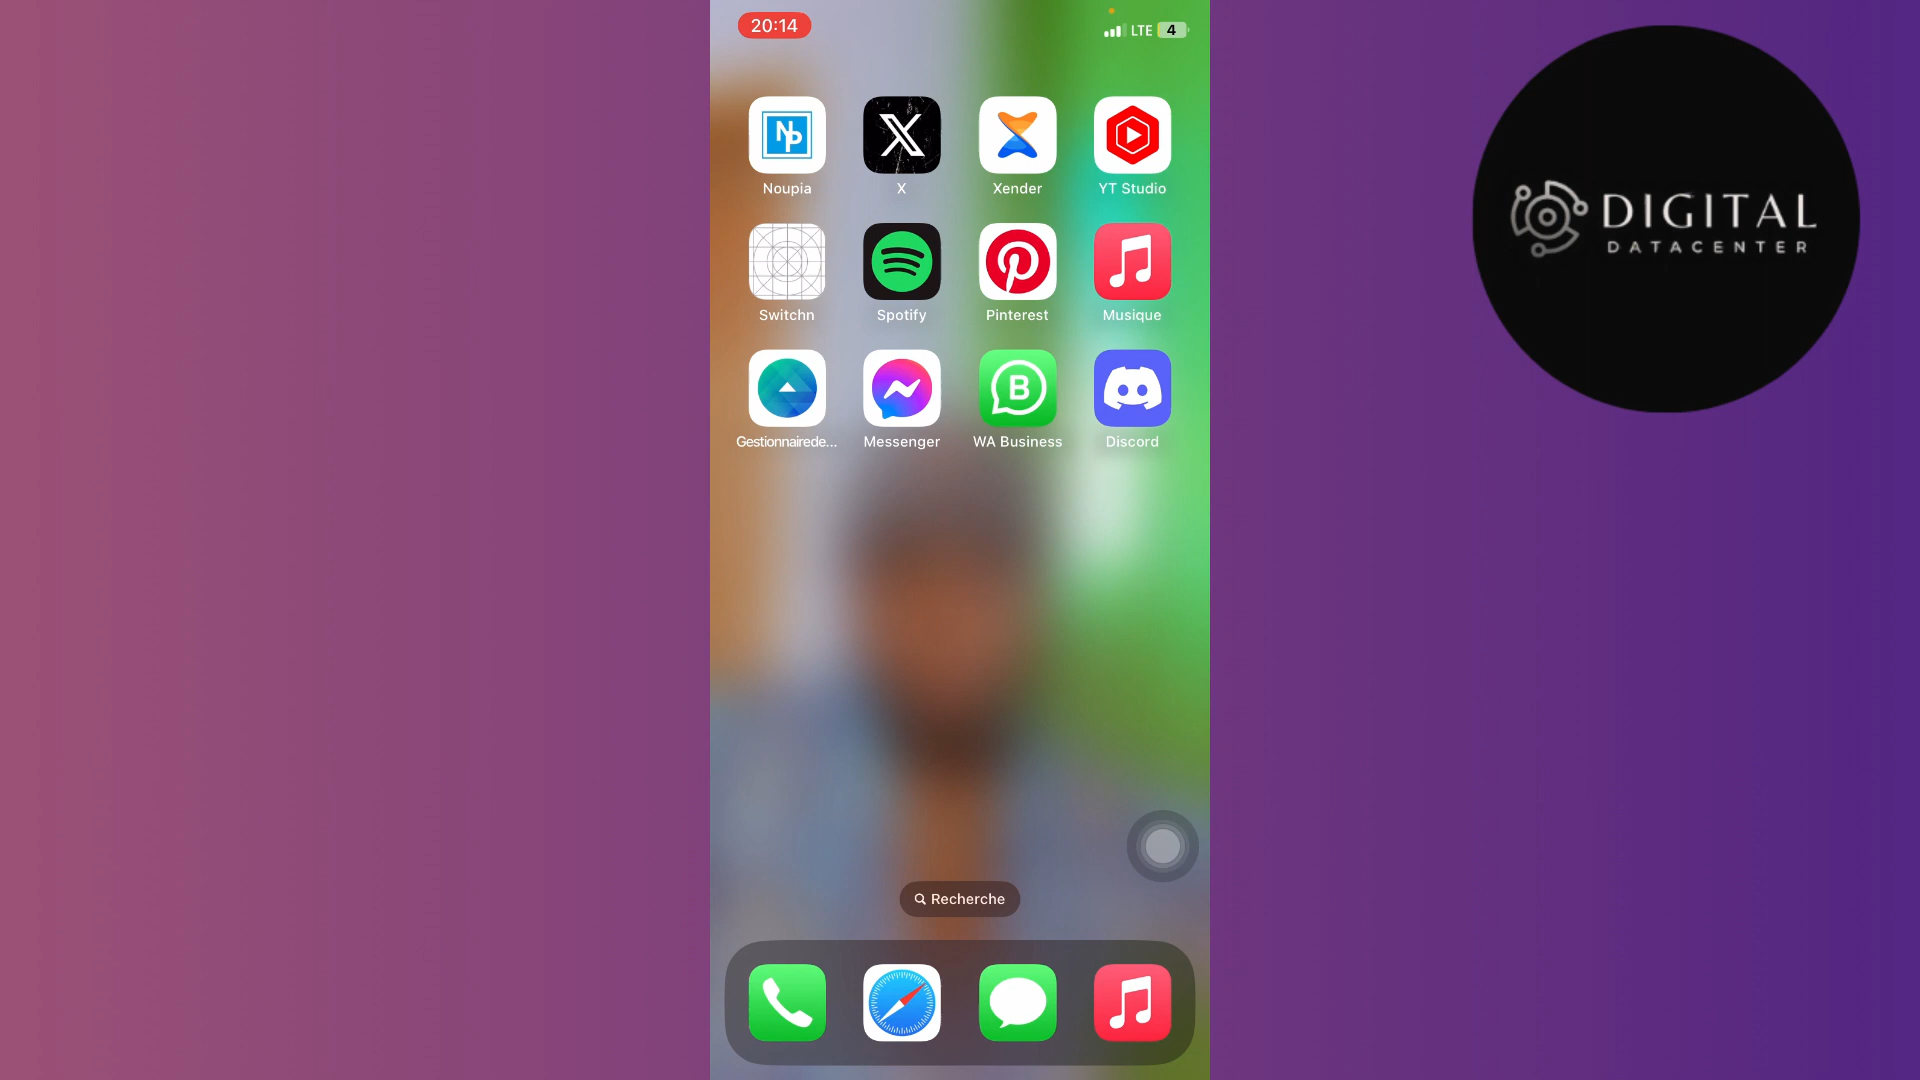 20:14
LTE 4
DIGITAL
DATACENTER
Noupia X Xender YT Studio
Switchn Spotify Pinterest Musique
Gestionnairede... Messenger WA Business Discord
Recherche